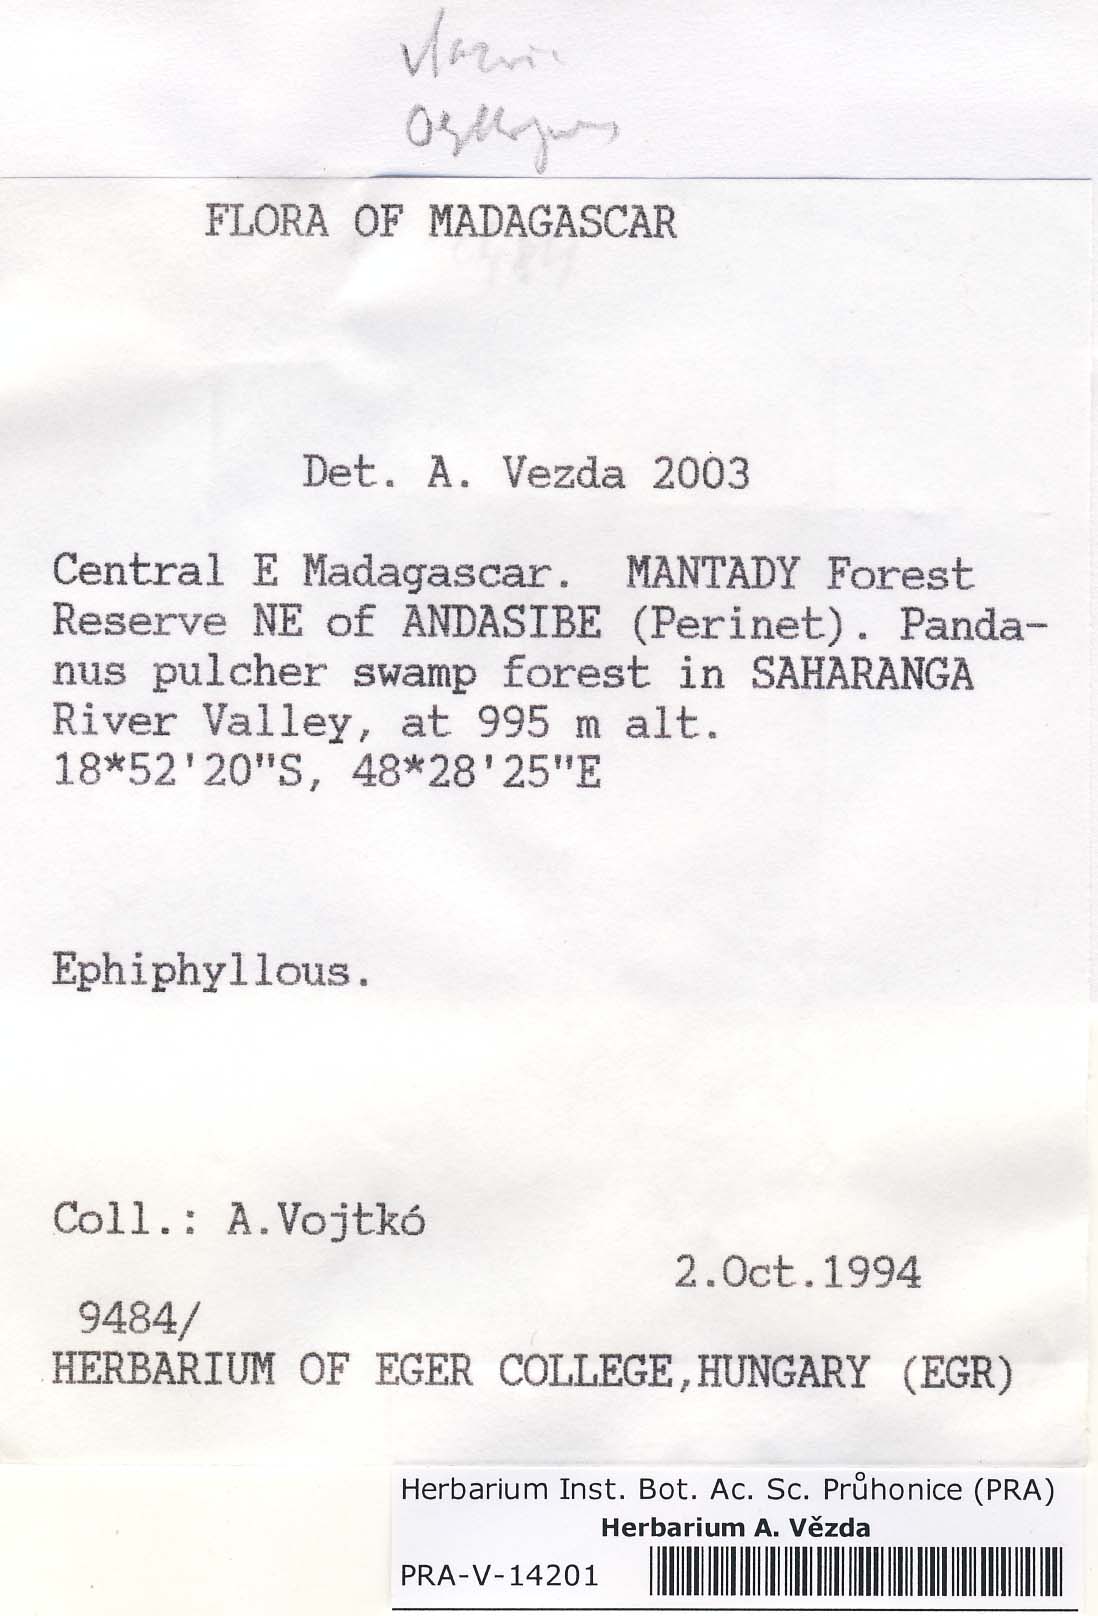 FLORA OF MADAGASCAR
Det. A. Vezda 2003
Central E Madagascar. MANTADY Forest
Reserve NE of ANDASIBE (Perinet). Panda-
nus pulcher swamp forest in SAHARANGA
River Valley, at 995 m alt.
18*52'20"S, 48*28'25"E
Ephiphyllous.
Coll.: A.Vojtkó
2.Oct.1994
9484/
HERBARIUM OF EGER COLLEGE,HUNGARY (EGR)
Herbarium Inst. Bot. Ac. Sc. Průhonice (PRA)
Herbarium A. Vězda
PRA-V-14201